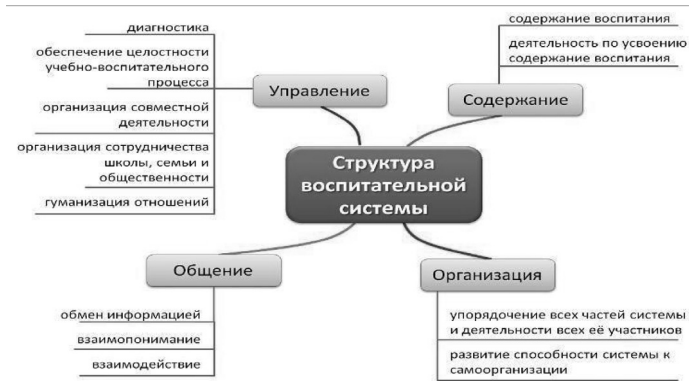 диагностика
обеспечение целостности
учебно-воспитательного
процесса
организация совместной
деятельности
организация сотрудничества
школы, семьи и
общественности
гуманизация отношений
Управление
содержание воспитания
деятельность по усвоению
содержание воспитания
Содержание
Структура
воспитательной
системы
Общение
обмен информацией
взаимопонимание
взаимодействие
Организация
упорядочение всех частей системы
и деятельности всех её участников
развитие способности системы к
самоорганизации